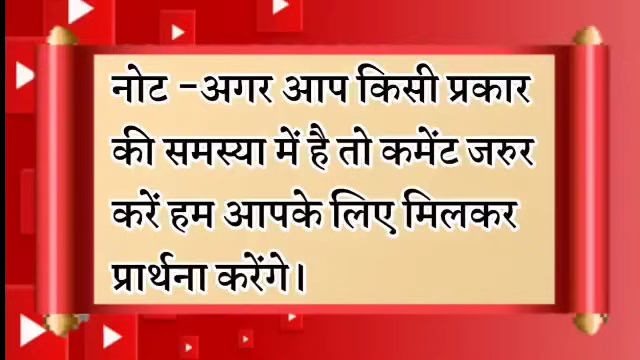 नोट -अगर आप किसी प्रकार
की समस्या में है तो कमेंट जरुर
करें हम आपके लिए मिलकर
प्रार्थना करेंगे।